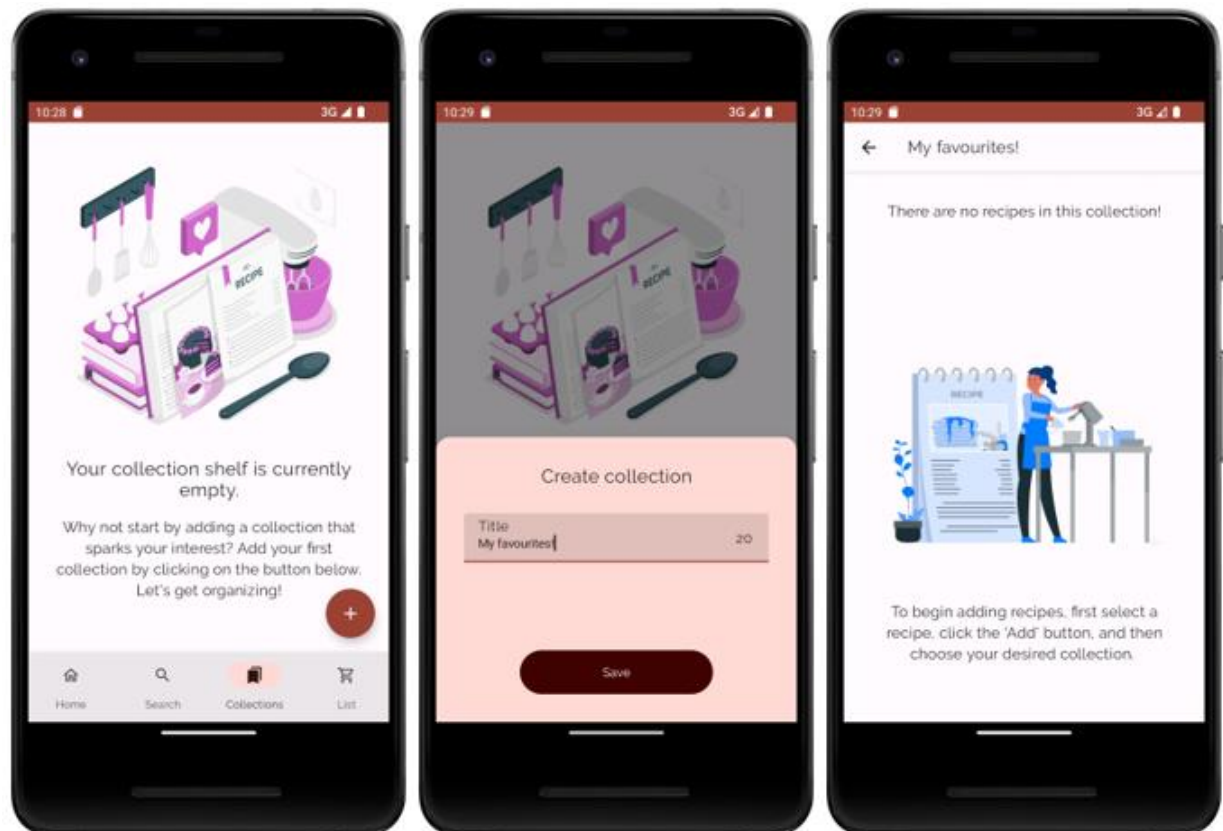 10:28
3G
RECIPE
Your collection shelf is currently
empty.
Why not start by adding a collection that
sparks your interest? Add your first
collection by clicking on the button below.
Let's get organizing!
+
Home
Search
Collections
List
10:29
3G
RECIPE
Create collection
Title
My favourites!
20
Save
10:29
3G
My favourites!
There are no recipes in this collection!
RECIPE
To begin adding recipes, first select a
recipe, click the 'Add' button, and then
choose your desired collection.